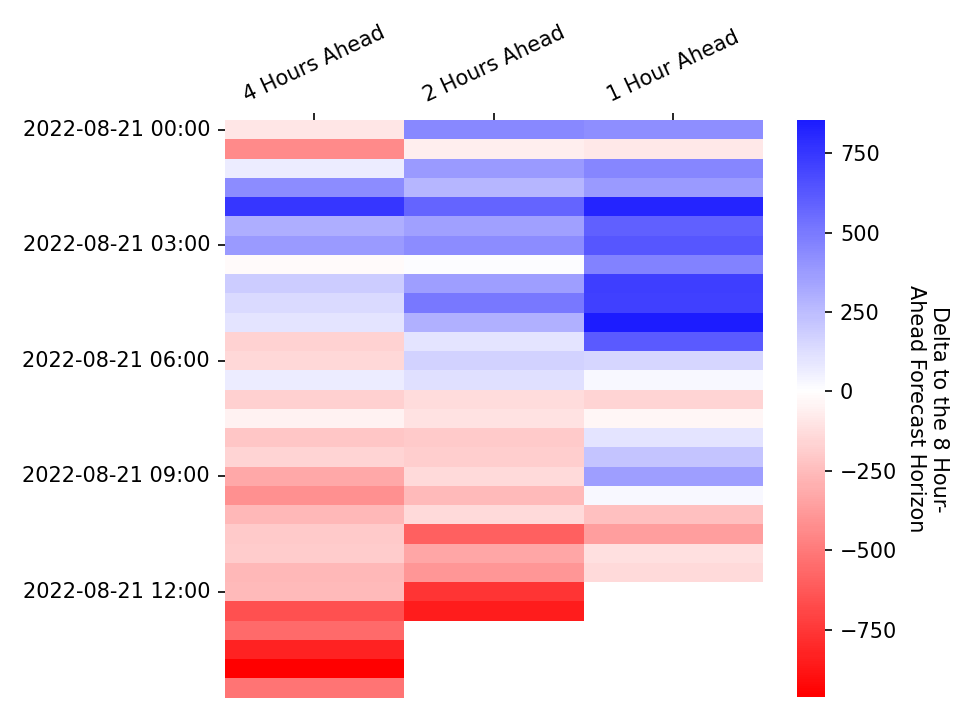 4 Hours Ahead
2 Hours Ahead
1 Hour Ahead
2022-08-21 00:00
2022-08-21 03:00
2022-08-21 06:00
2022-08-21 09:00
2022-08-21 12:00
750
500
250
0
−250
−500
−750
Delta to the 8 Hour-
Ahead Forecast Horizon